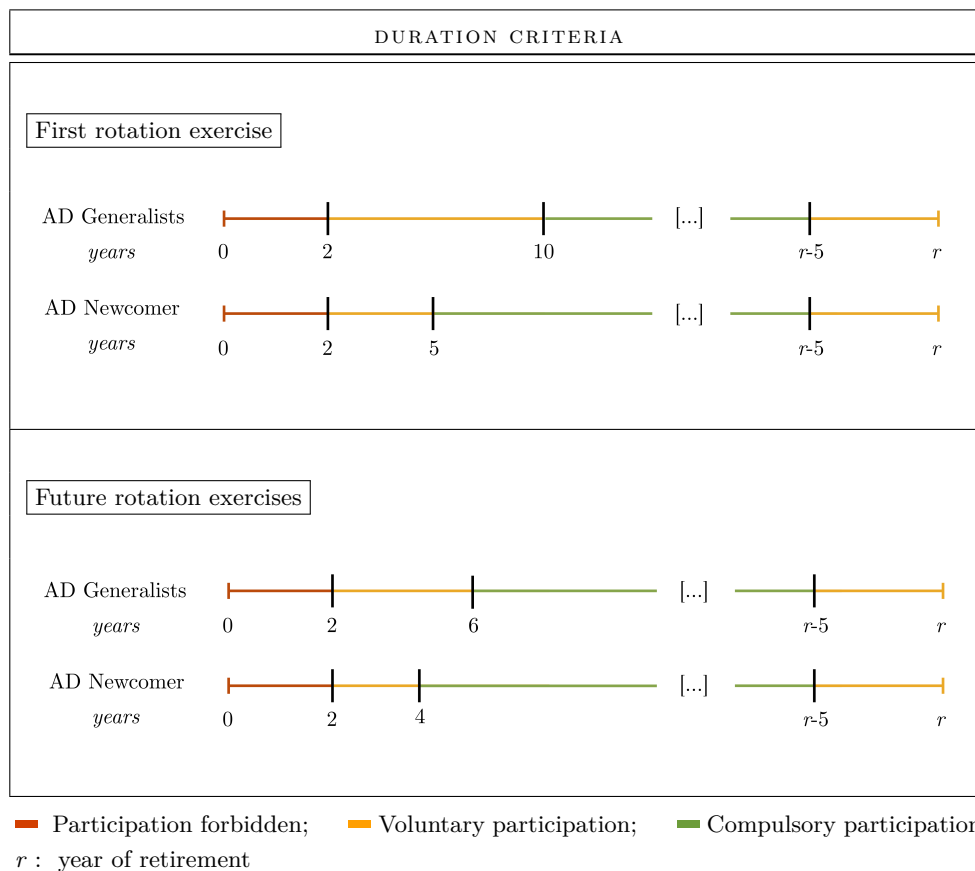 DURATION CRITERIA
First rotation exercise
AD Generalists
[...]
years
0 2 10 r-5 r
AD Newcomer
[...]
years
0 2 5 r-5 r
Future rotation exercises
AD Generalists
[...]
years
0 2 6 r-5 r
AD Newcomer
[...]
years
0 2 4 r-5 r
Participation forbidden; Voluntary participation; Compulsory participation
r : year of retirement